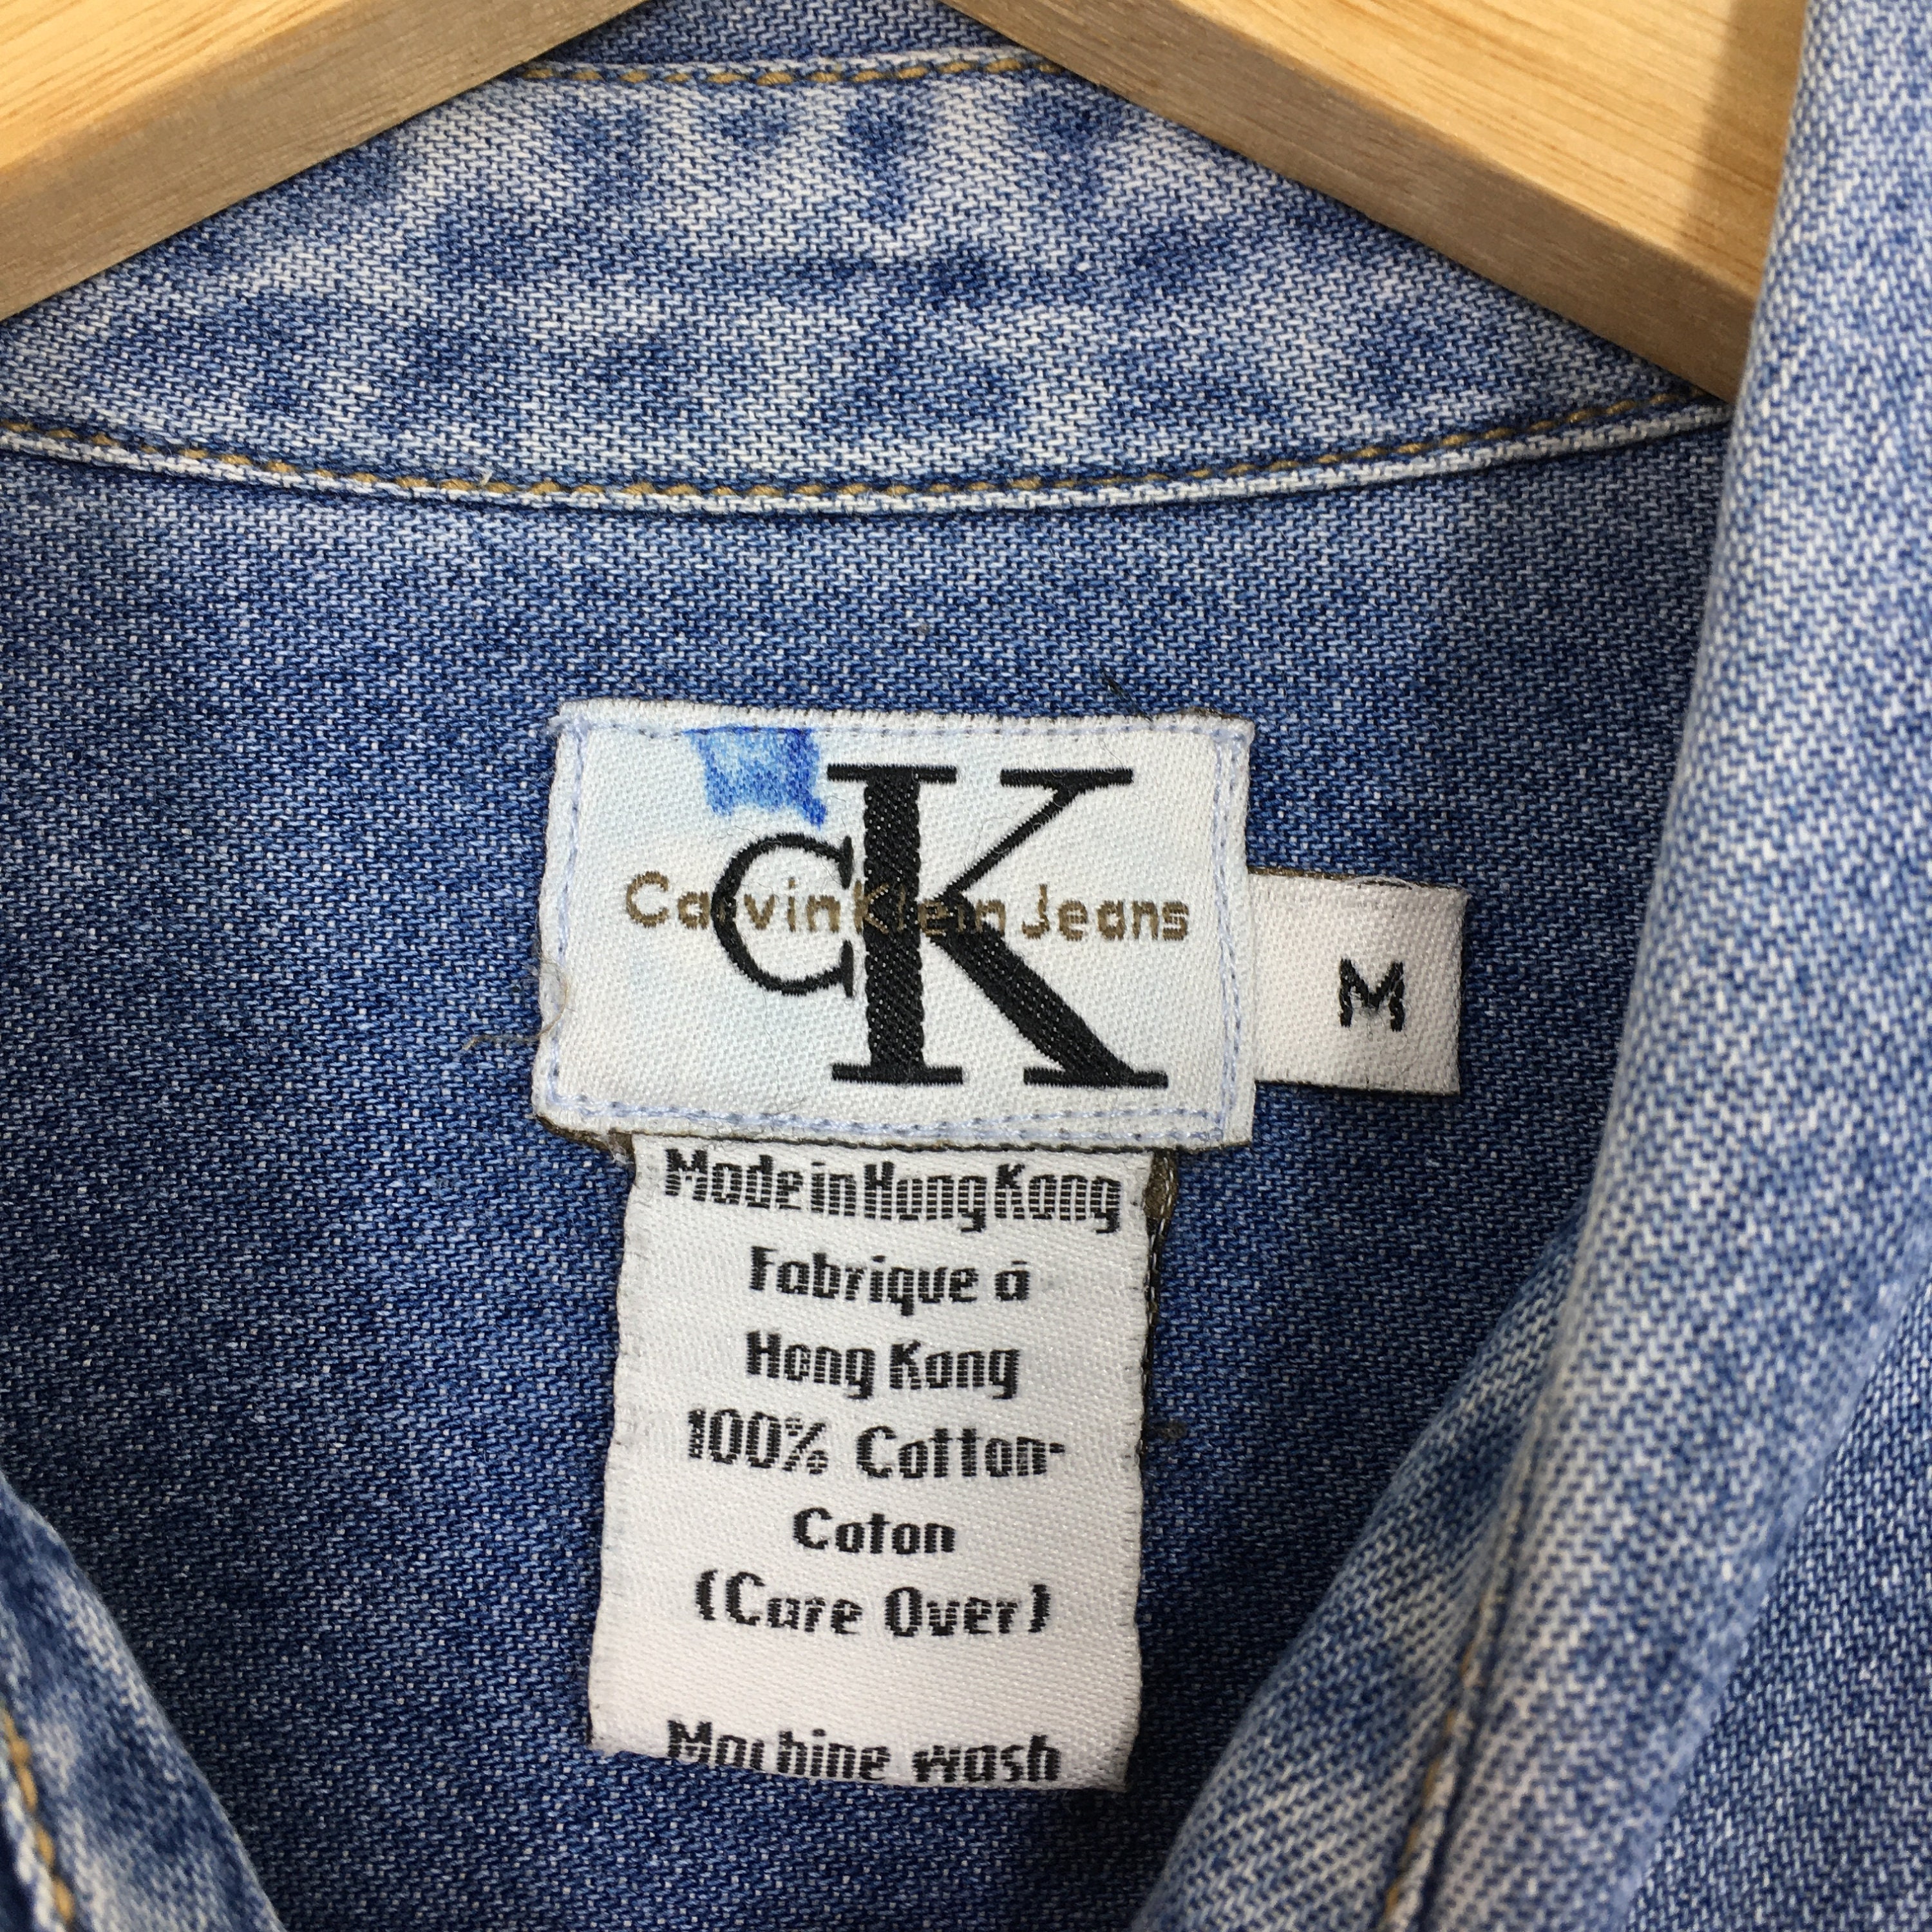 CK
Calvin Klein Jeans
M
Made in Hong Kong
Fabrique á
Hong Kong
100% Cotton-
Coton
(Care Over)
Machine wash